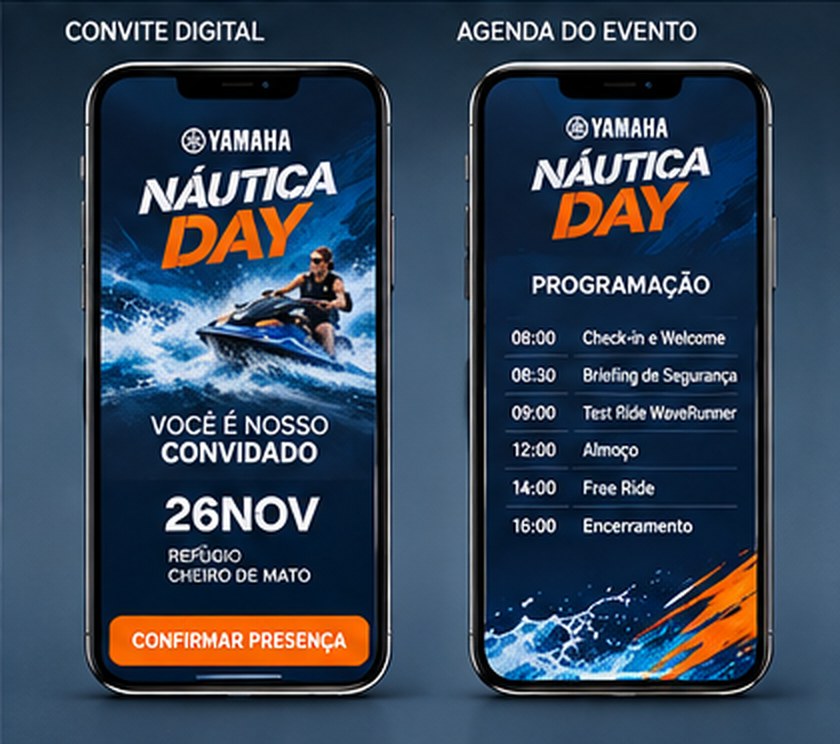 CONVITE DIGITAL
YAMAHA
NÁUTICA
DAY
VOCÊ É NOSSO
CONVIDADO
26NOV
REFÚGIO
CHEIRO DE MATO
CONFIRMAR PRESENÇA
AGENDA DO EVENTO
YAMAHA
NÁUTICA
DAY
PROGRAMAÇÃO
08:00 Check-in e Welcome
08:30 Briefing de Segurança
09:00 Test Ride WaveRunner
12:00 Almoço
14:00 Free Ride
16:00 Encerramento